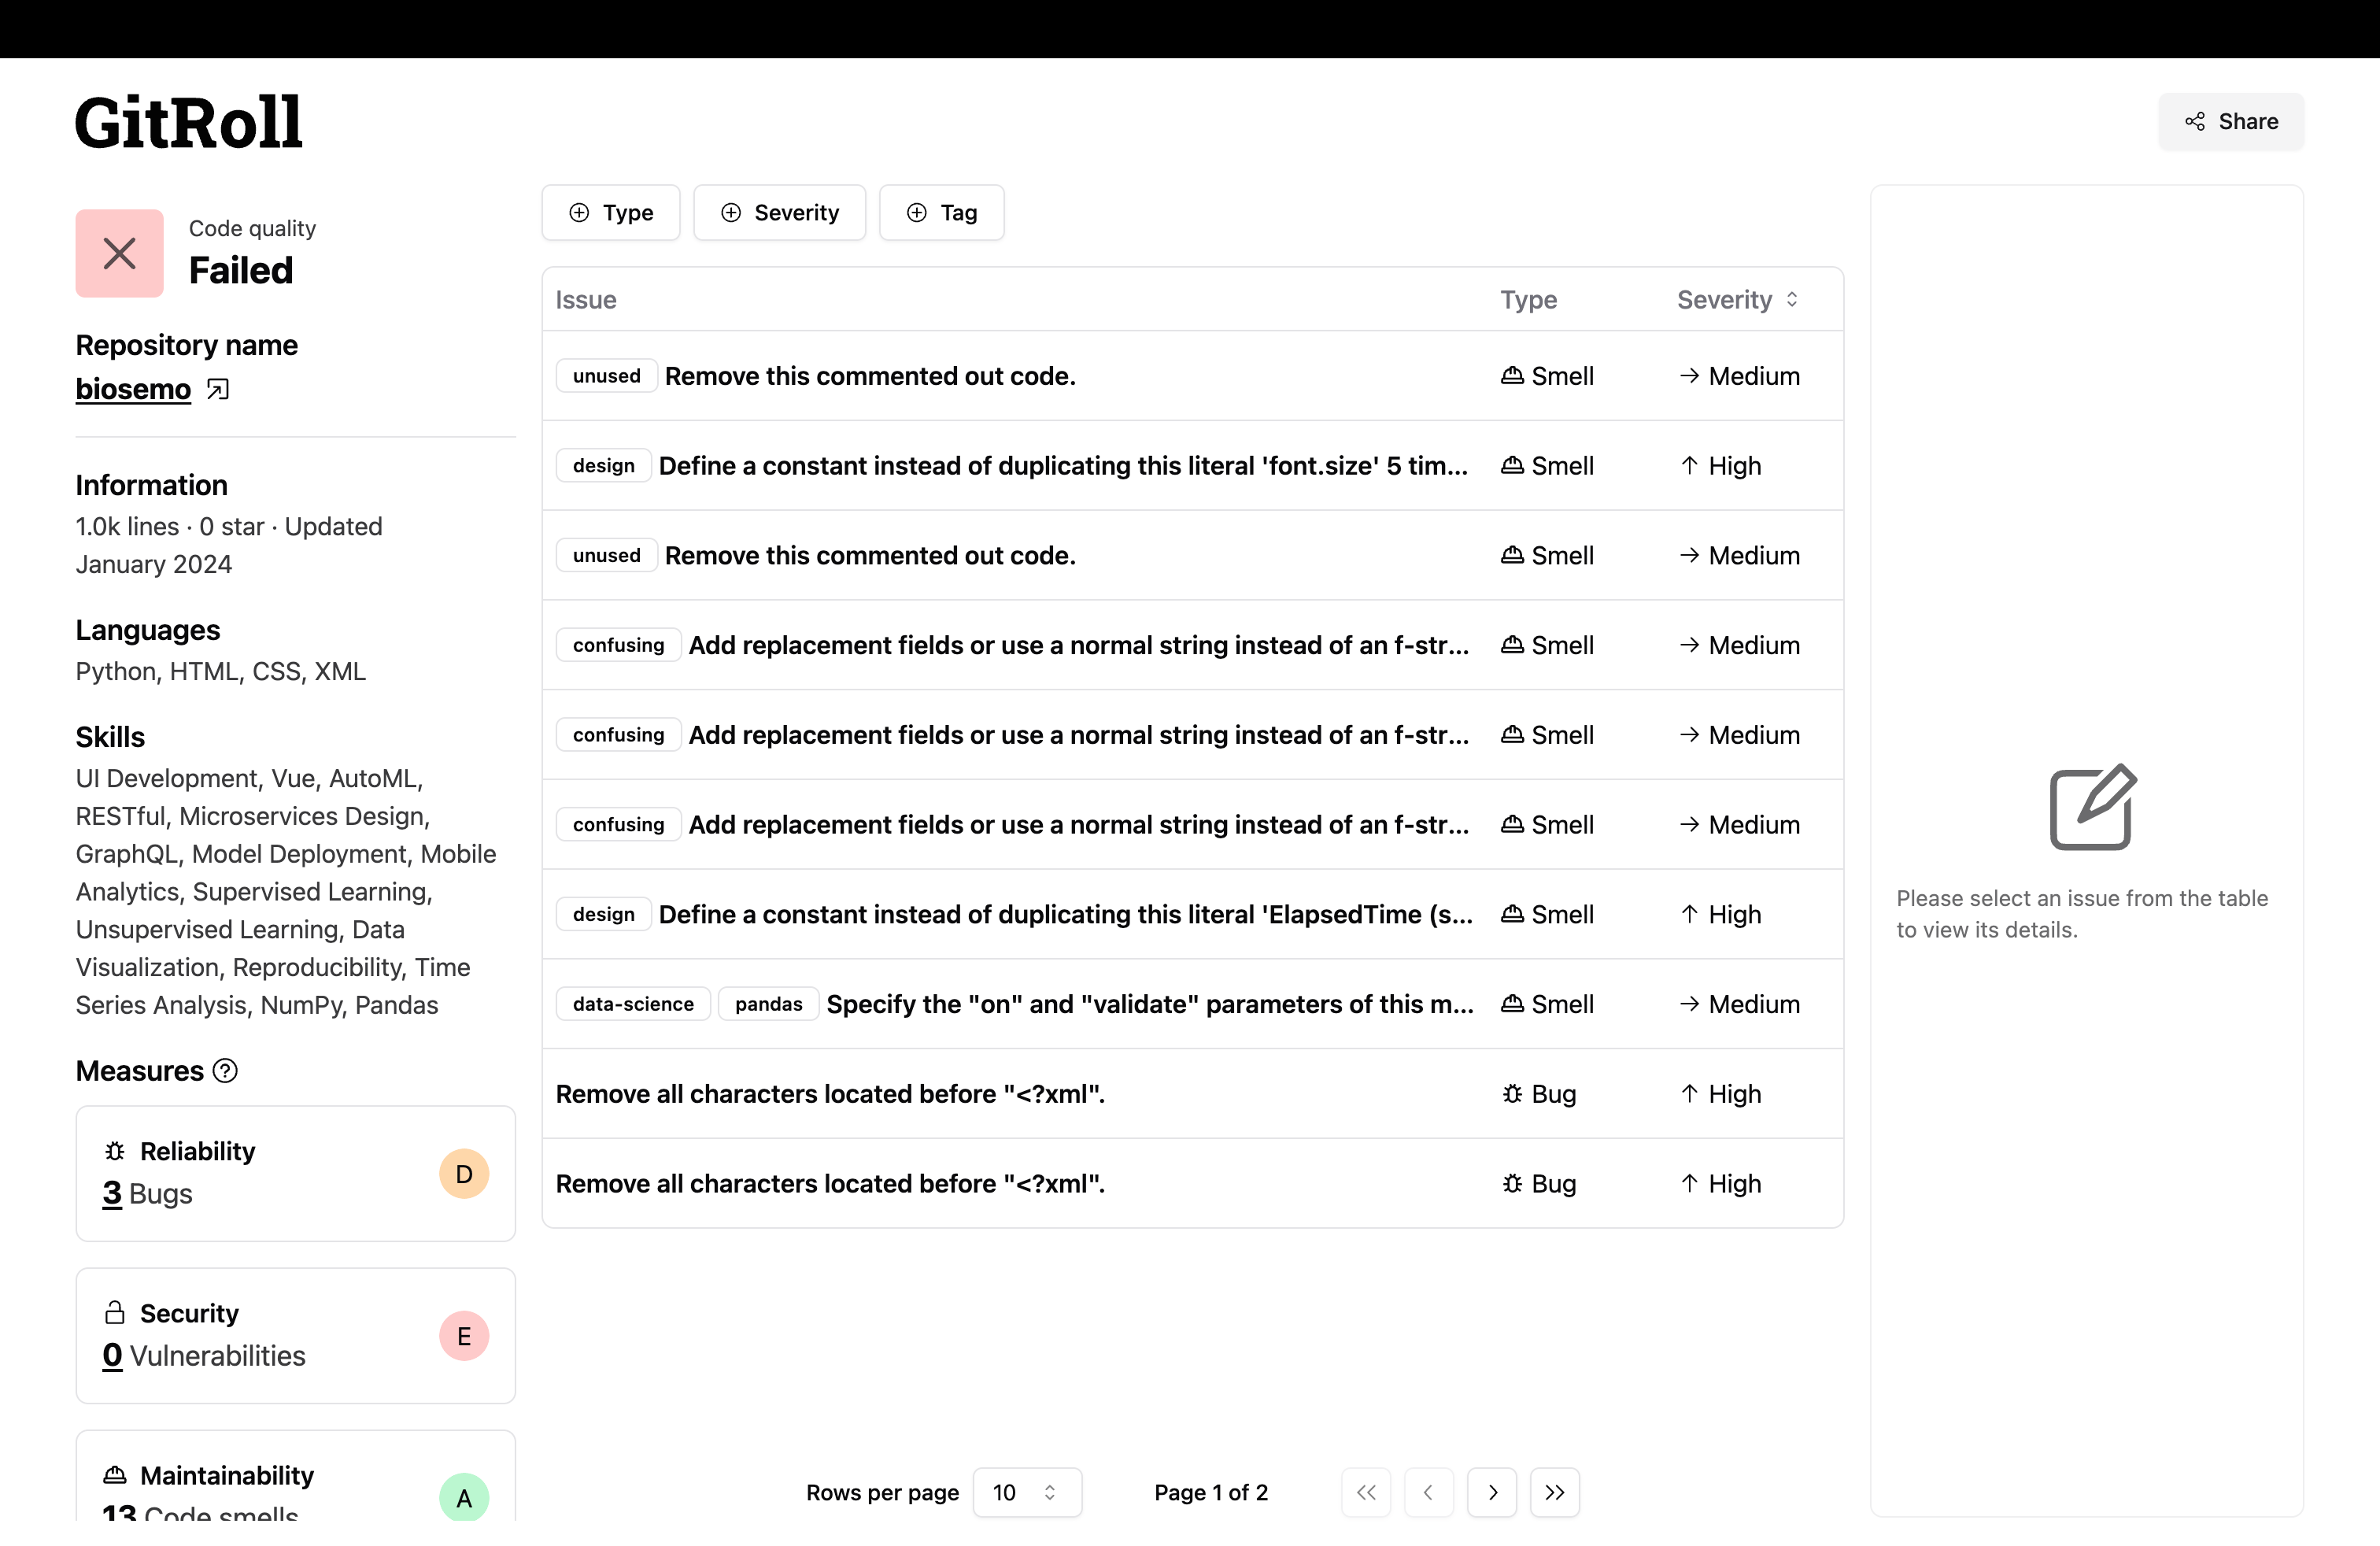 GitRoll
Share
Code quality
Failed
Repository name
biosemo
Information
1.0k lines · 0 star · Updated
January 2024
Languages
Python, HTML, CSS, XML
Skills
UI Development, Vue, AutoML,
RESTful, Microservices Design,
GraphQL, Model Deployment, Mobile
Analytics, Supervised Learning,
Unsupervised Learning, Data
Visualization, Reproducibility, Time
Series Analysis, NumPy, Pandas
Measures
Reliability
3 Bugs
D
Security
0 Vulnerabilities
E
Maintainability
13 Code smells
A
Type
Severity
Tag
Issue Type Severity
unused Remove this commented out code. Smell Medium
design Define a constant instead of duplicating this literal 'font.size' 5 tim... Smell High
unused Remove this commented out code. Smell Medium
confusing Add replacement fields or use a normal string instead of an f-str... Smell Medium
confusing Add replacement fields or use a normal string instead of an f-str... Smell Medium
confusing Add replacement fields or use a normal string instead of an f-str... Smell Medium
design Define a constant instead of duplicating this literal 'ElapsedTime (s... Smell High
data-science pandas Specify the "on" and "validate" parameters of this m... Smell Medium
Remove all characters located before "<?xml". Bug High
Remove all characters located before "<?xml". Bug High
Rows per page 10 Page 1 of 2
Please select an issue from the table
to view its details.